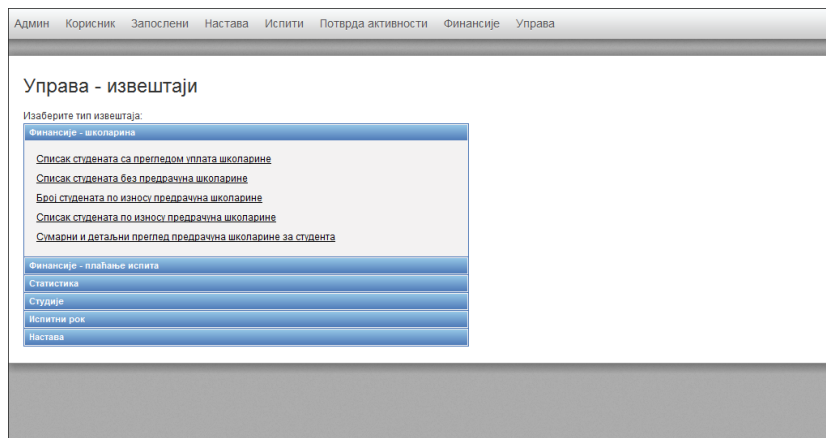 Админ Корисник Запослени Настава Испити Потврда активности Финансије Управа
Управа - извештаји
Изаберите тип извештаја:
Финансије - школарина
Списак студената са прегледом уплата школарине
Списак студената без предрачуна школарине
Број студената по износу предрачуна школарине
Списак студената по износу предрачуна школарине
Сумарни и детаљни преглед предрачуна школарине за студента
Финансије - плаћање испита
Статистика
Студије
Испитни рок
Настава